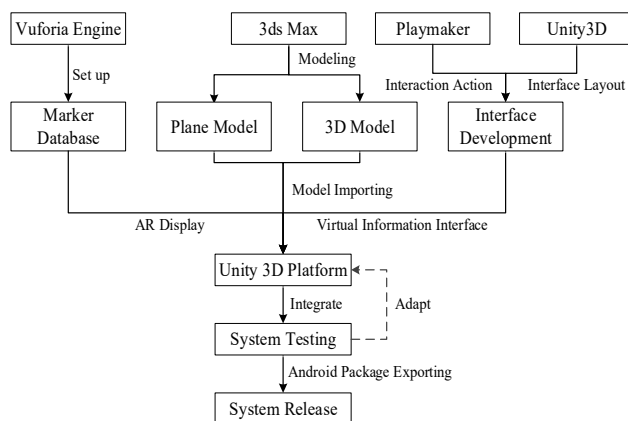 Vuforia Engine
3ds Max
Playmaker
Unity3D
Set up
Modeling
Interaction Action
Interface Layout
Marker
Database
Plane Model
3D Model
Interface
Development
Model Importing
AR Display
Virtual Information Interface
Unity 3D Platform
Integrate
Adapt
System Testing
Android Package Exporting
System Release